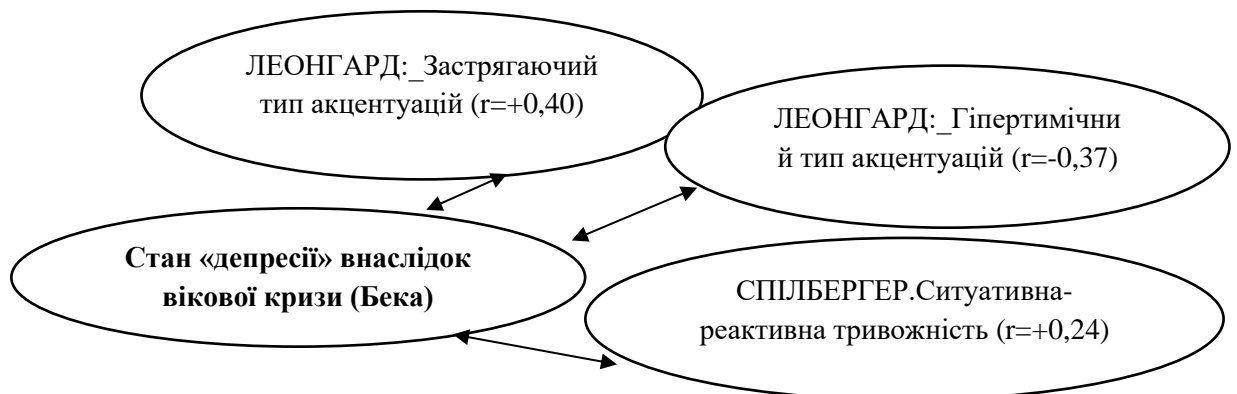 ЛЕОНГАРД:_Застрягаючий
тип акцентуацій (r=+0,40)
ЛЕОНГАРД:_Гіпертимічни
й тип акцентуацій (r=-0,37)
Стан «депресії» внаслідок
вікової кризи (Бека)
СПІЛБЕРГЕР.Ситуативна-
реактивна тривожність (r=+0,24)